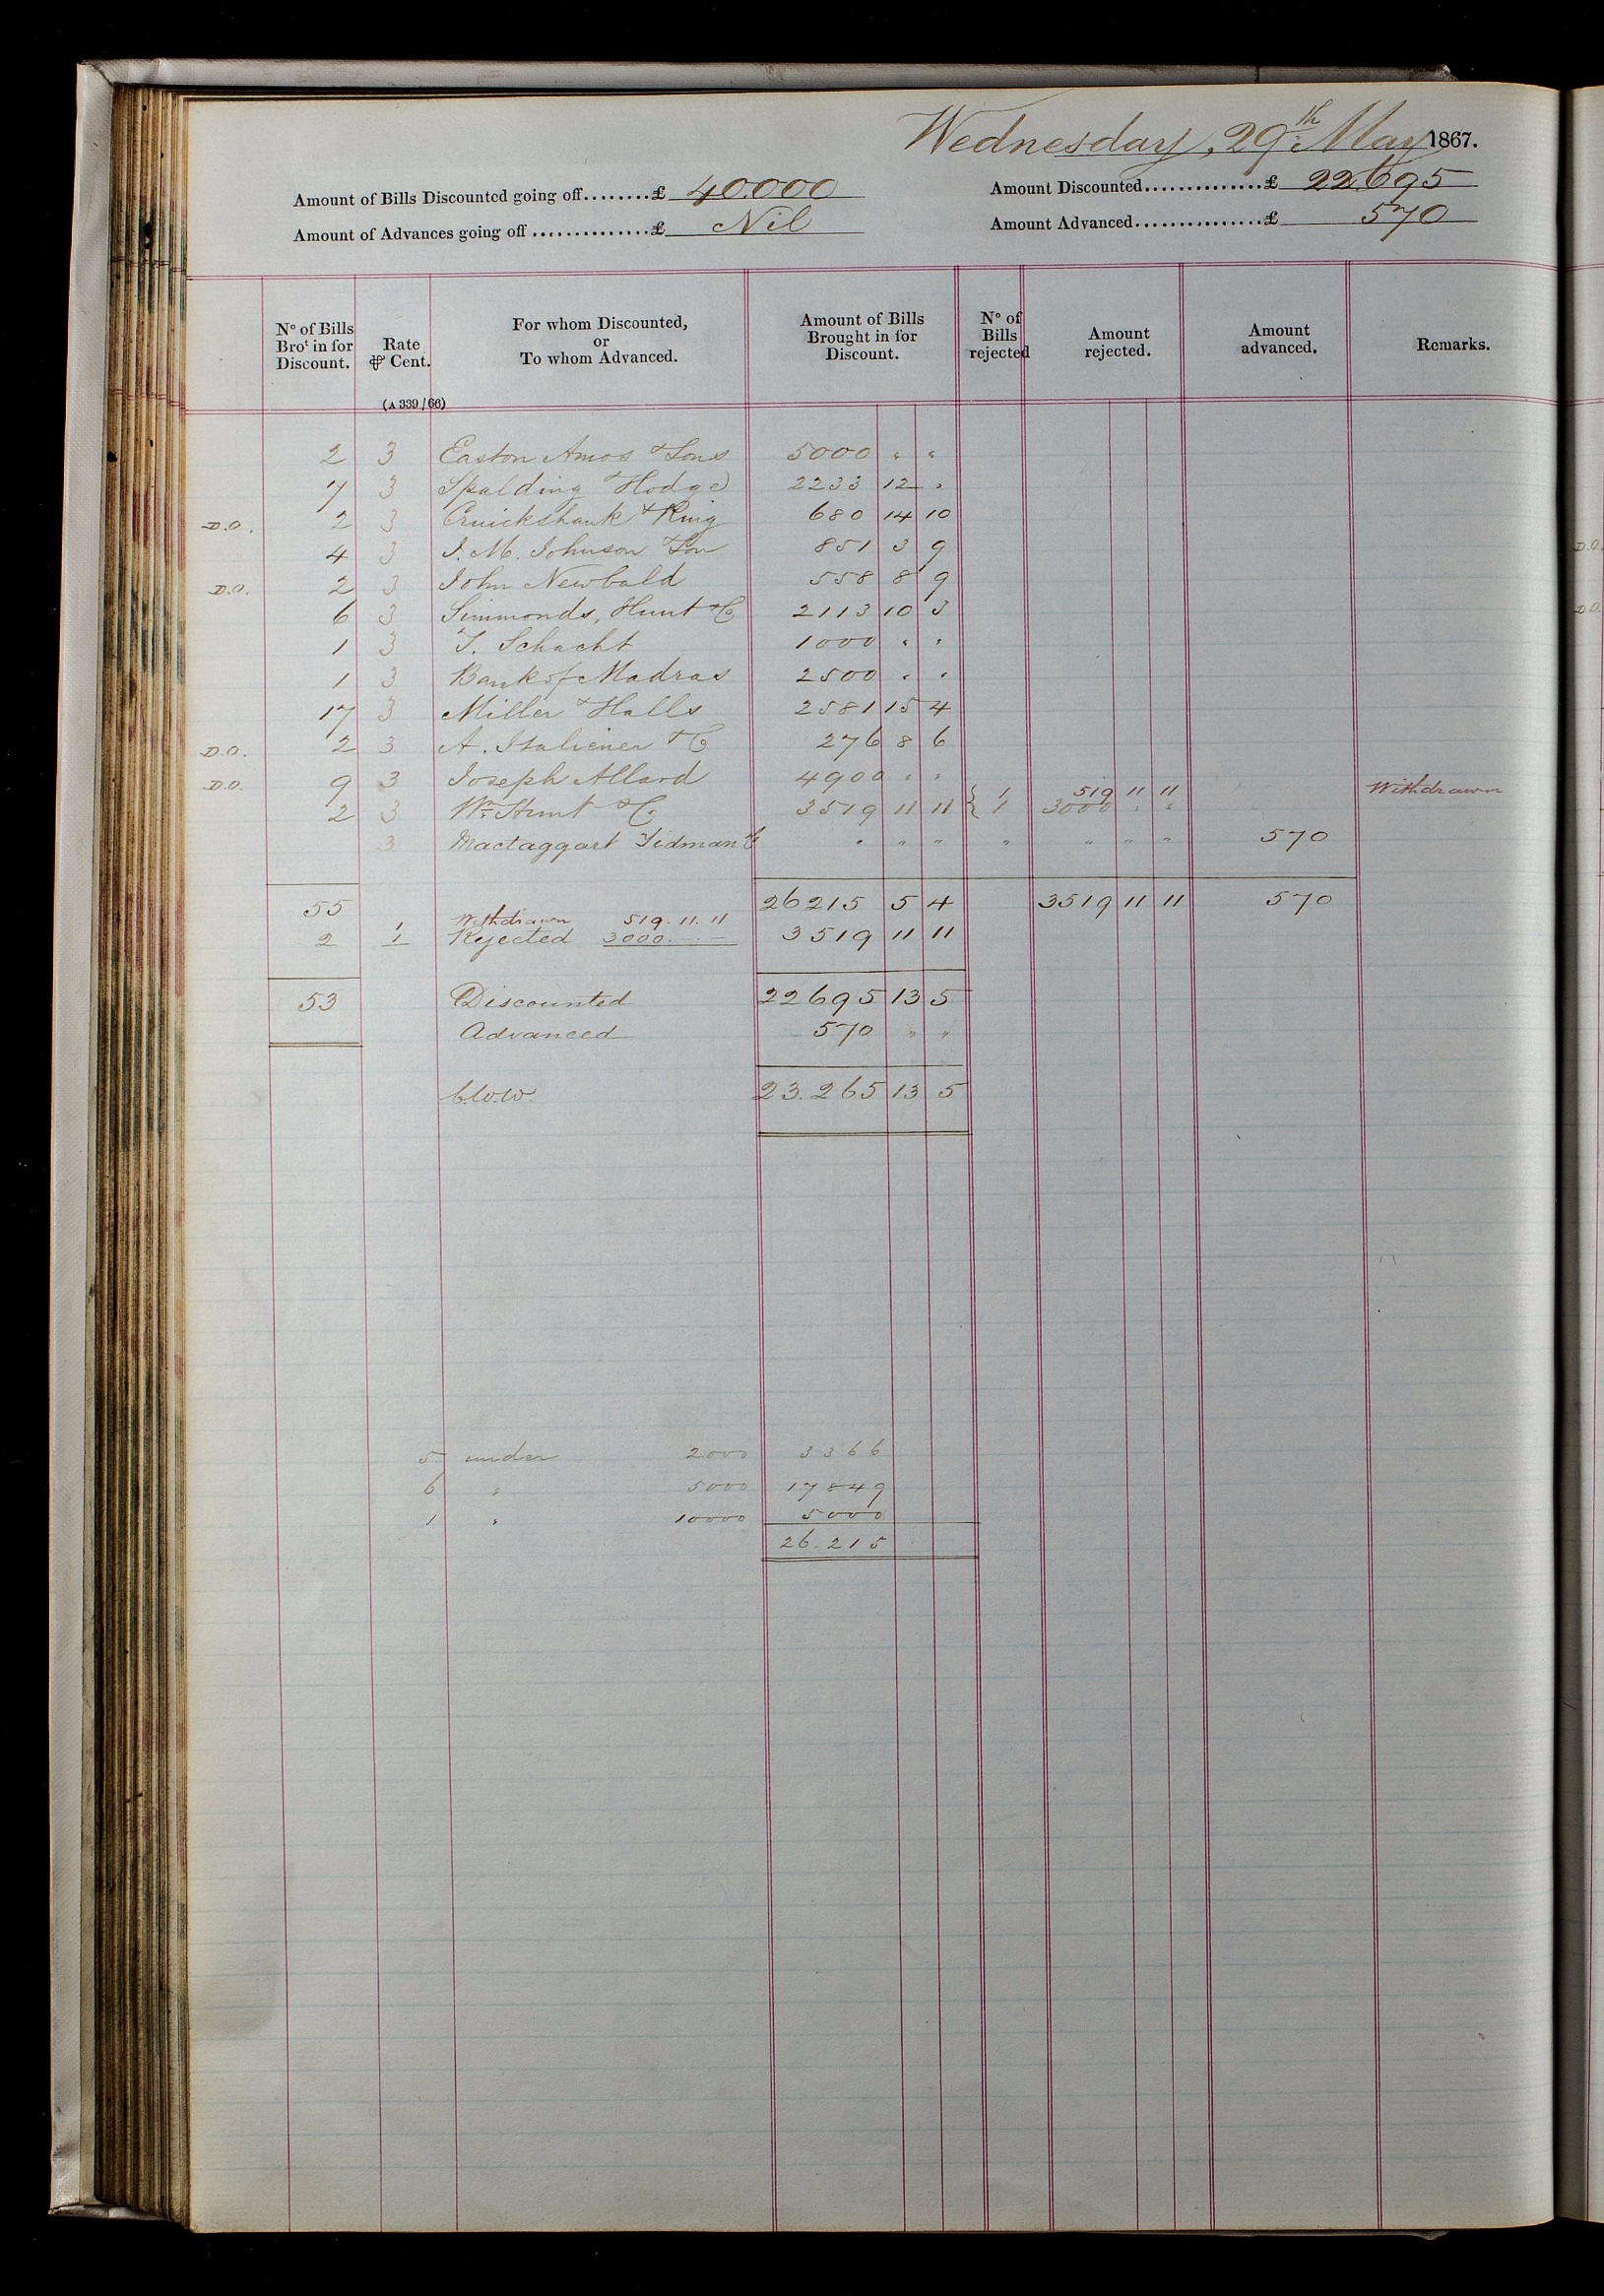 Wednesday, 29th May 1867.
Amount of Bills Discounted going off........£ 40.000
Amount Discounted..............£ 22.695
Amount of Advances going off..............£ Nil
Amount Advanced...............£ 570
No of Bills Brot in for Discount. Rate ⅌ Cent. For whom Discounted, or To whom Advanced. Amount of Bills Brought in for Discount. No of Bills rejected Amount rejected. Amount advanced. Remarks.
(A 339/66)
2 3 Easton Amos & Sons 5000 " "
7 3 Spalding & Hodge 2233 12 "
D.O. 2 3 Cruickshank & King 680 14 10
4 3 J. M. Johnson & Son 851 3 9
D.O. 2 3 John Newbald 558 8 9
6 3 Simmonds, Hunt & Co 2113 10 3
1 3 T. Schacht 1000 " "
1 3 Bank of Madras 2500 " "
17 3 Miller & Halls 2581 15 4
D.O. 2 3 A. Italiener & Co 276 8 6
D.O. 9 3 Joseph Allard 4900 " "
1 519 11 11 Withdrawn
2 3 Wm Hunt & Co 3519 11 11 { 1 3000 " "
3 Mactaggart Tidman & Co " " " " " " " 570
55 26215 5 4 3519 11 11 570
1 Withdrawn 519.11.11
2 1 Rejected 3000. - - 3519 11 11
53 Discounted 22695 13 5
Advanced 570 " "
23.265 13 5
5 under 2000 3366
6 " 5000 17849
1 " 10000 5000
26.215
D.O.
D.O.